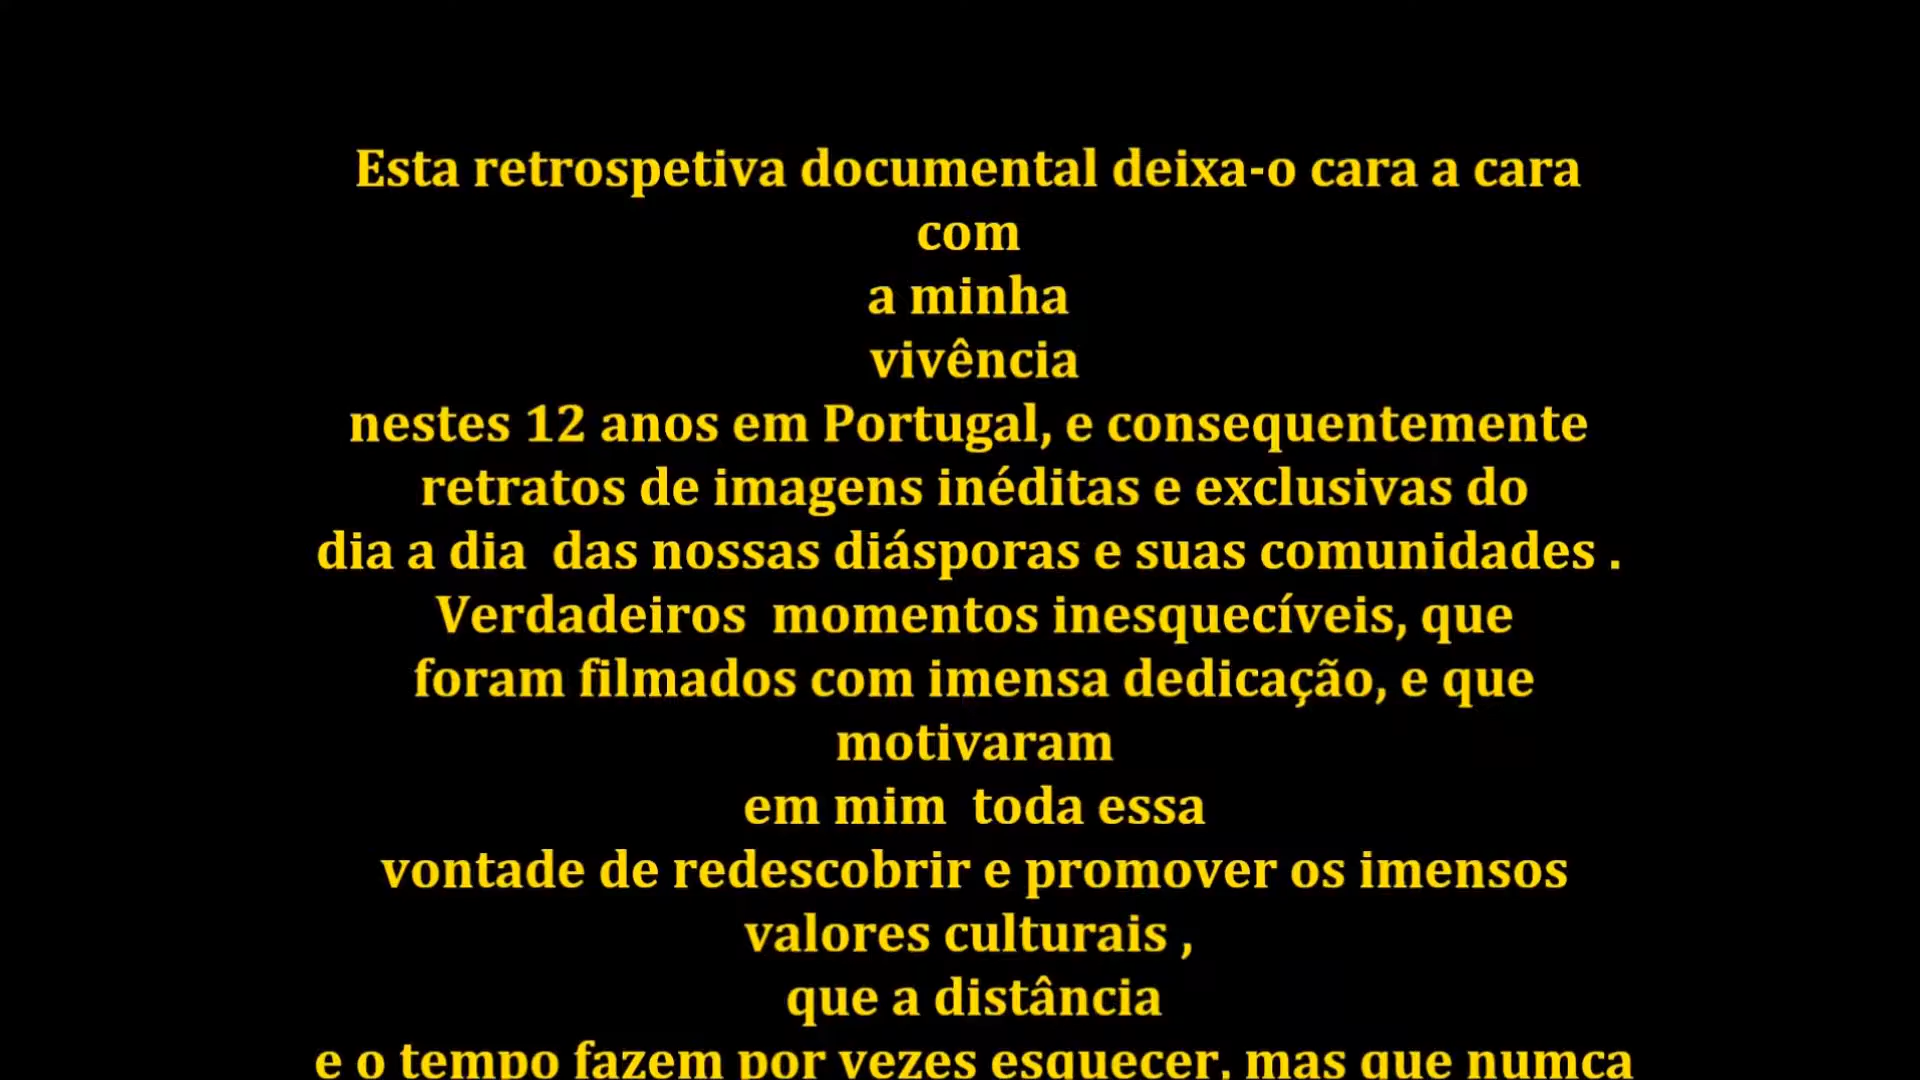 Esta retrospetiva documental deixa-o cara a cara
com
a minha
vivência
nestes 12 anos em Portugal, e consequentemente
retratos de imagens inéditas e exclusivas do
dia a dia  das nossas diásporas e suas comunidades .
Verdadeiros  momentos inesquecíveis, que
foram filmados com imensa dedicação, e que
motivaram
em mim  toda essa
vontade de redescobrir e promover os imensos
valores culturais ,
que a distância
e o tempo fazem por vezes esquecer, mas que numca